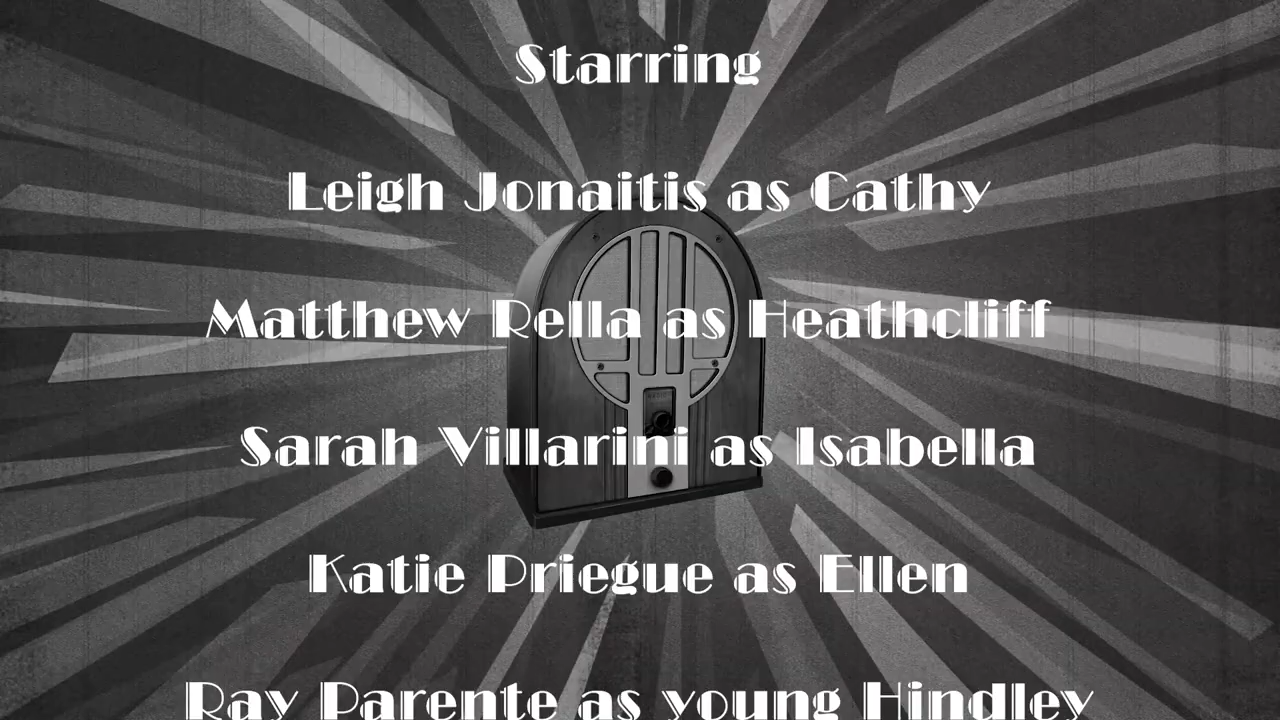 Starring
Leigh Jonaitis as Cathy
Matthew Rella as Heathcliff
Sarah Villarini as Isabella
Katie Priegue as Ellen
Ray Parente as young Hindley